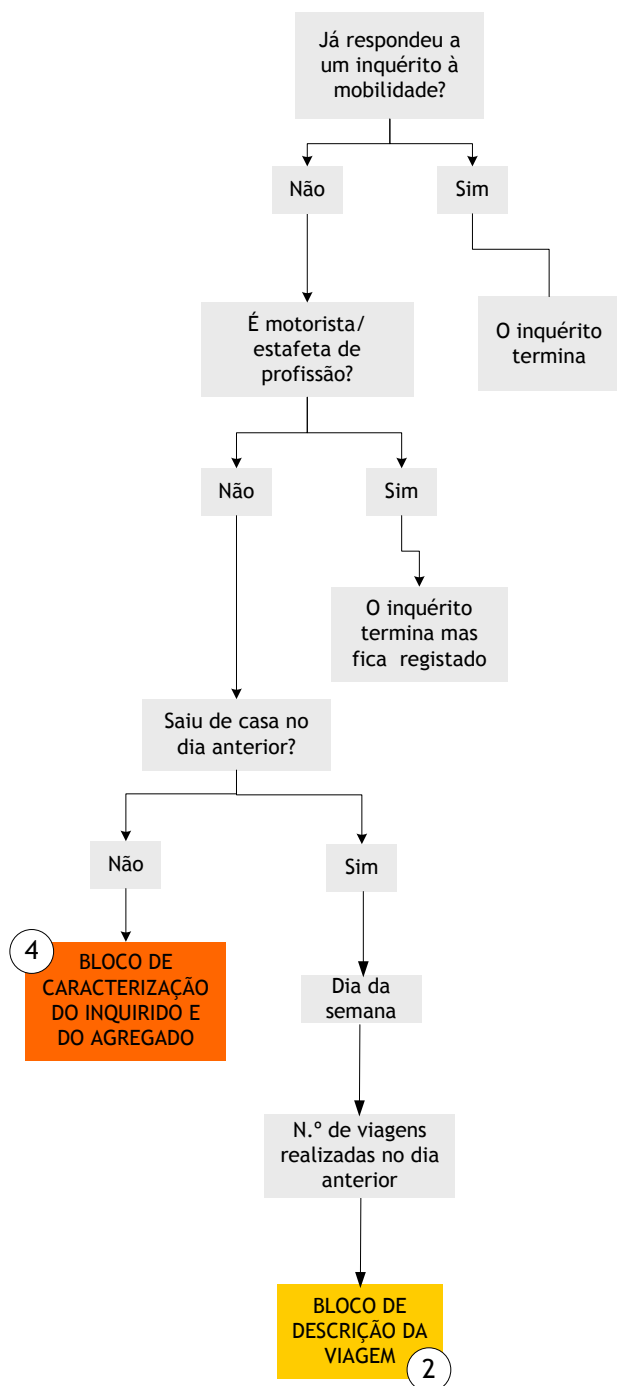 Já respondeu a
um inquérito à
mobilidade?
Não
Sim
É motorista/
estafeta de
profissão?
O inquérito
termina
Não
Sim
O inquérito
termina mas
fica registado
Saiu de casa no
dia anterior?
Não
Sim
4
BLOCO DE
CARACTERIZAÇÃO
DO INQUIRIDO E
DO AGREGADO
Dia da
semana
N.º de viagens
realizadas no dia
anterior
BLOCO DE
DESCRIÇÃO DA
VIAGEM
2